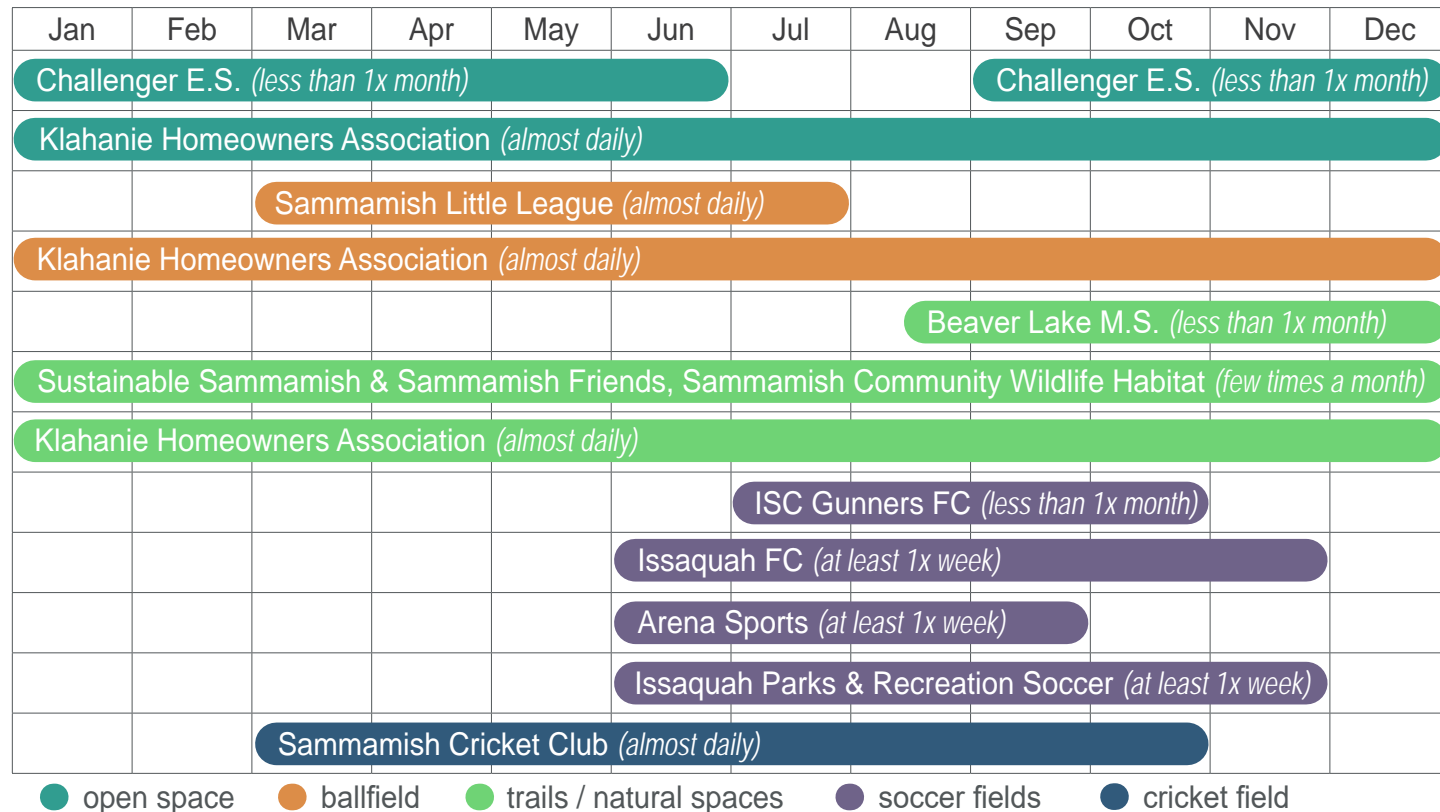 Jan Feb Mar Apr May Jun Jul Aug Sep Oct Nov Dec
Challenger E.S. (less than 1x month) Challenger E.S. (less than 1x month)
Klahanie Homeowners Association (almost daily)
Sammamish Little League (almost daily)
Klahanie Homeowners Association (almost daily)
Beaver Lake M.S. (less than 1x month)
Sustainable Sammamish & Sammamish Friends, Sammamish Community Wildlife Habitat (few times a month)
Klahanie Homeowners Association (almost daily)
ISC Gunners FC (less than 1x month)
Issaquah FC (at least 1x week)
Arena Sports (at least 1x week)
Issaquah Parks & Recreation Soccer (at least 1x week)
Sammamish Cricket Club (almost daily)
open space ballfield trails / natural spaces soccer fields cricket field